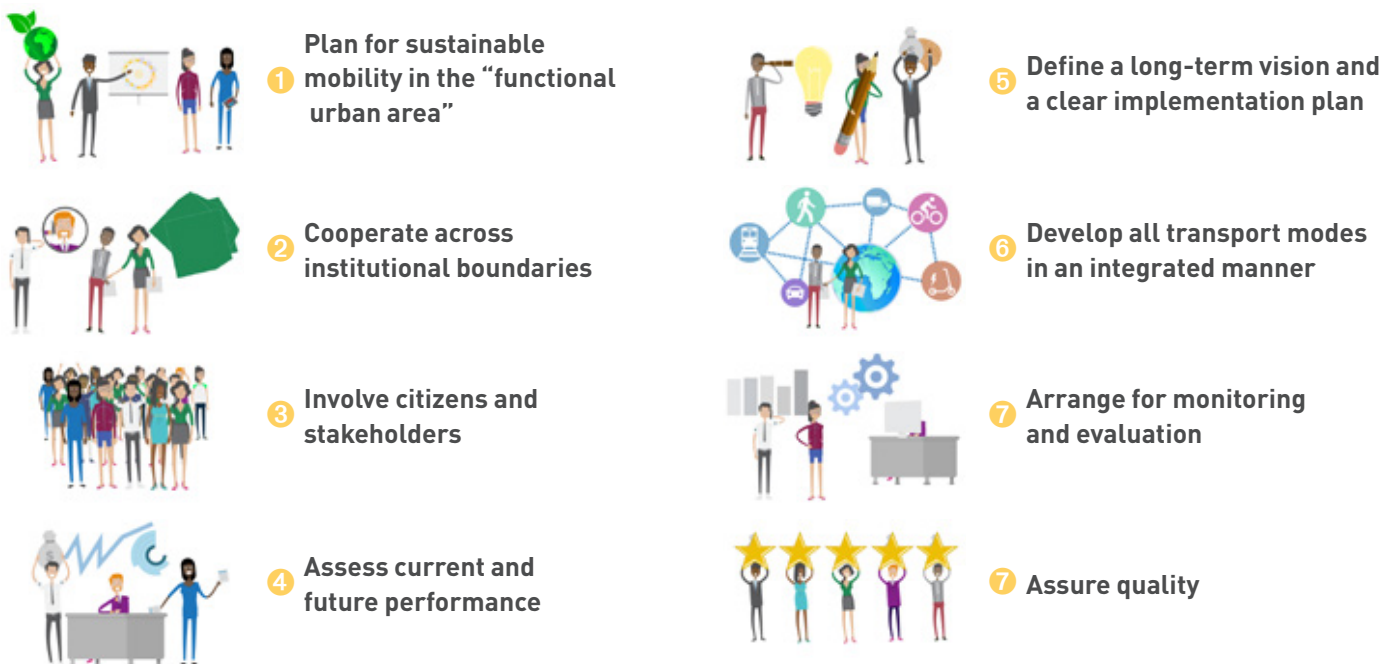 1 Plan for sustainable
mobility in the “functional
urban area”
2 Cooperate across
institutional boundaries
3 Involve citizens and
stakeholders
4 Assess current and
future performance
5 Define a long-term vision and
a clear implementation plan
6 Develop all transport modes
in an integrated manner
7 Arrange for monitoring
and evaluation
7 Assure quality